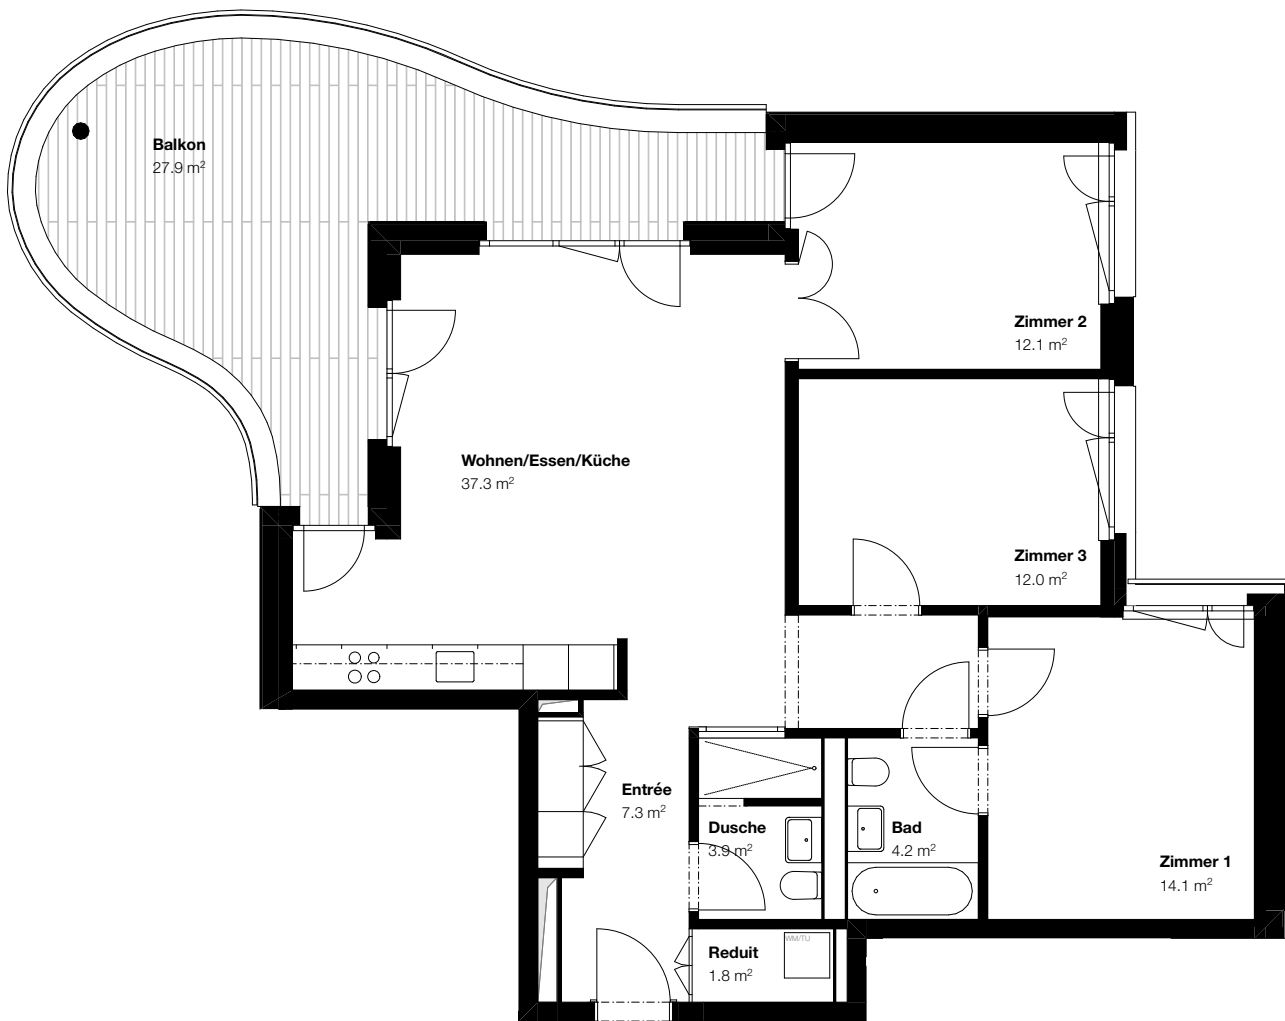 Balkon
27.9 m²
Zimmer 2
12.1 m²
Wohnen/Essen/Küche
37.3 m²
Zimmer 3
12.0 m²
Entrée
7.3 m²
Dusche
3.9 m²
Bad
4.2 m²
Zimmer 1
14.1 m²
Reduit
1.8 m²
WM/TU